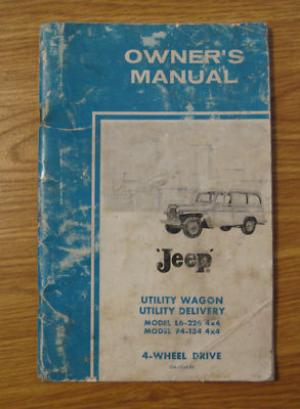 OWNER'S
MANUAL
'Jeep'
UTILITY WAGON
UTILITY DELIVERY
MODEL L6-226 4x4
MODEL F4-134 4x4
4-WHEEL DRIVE